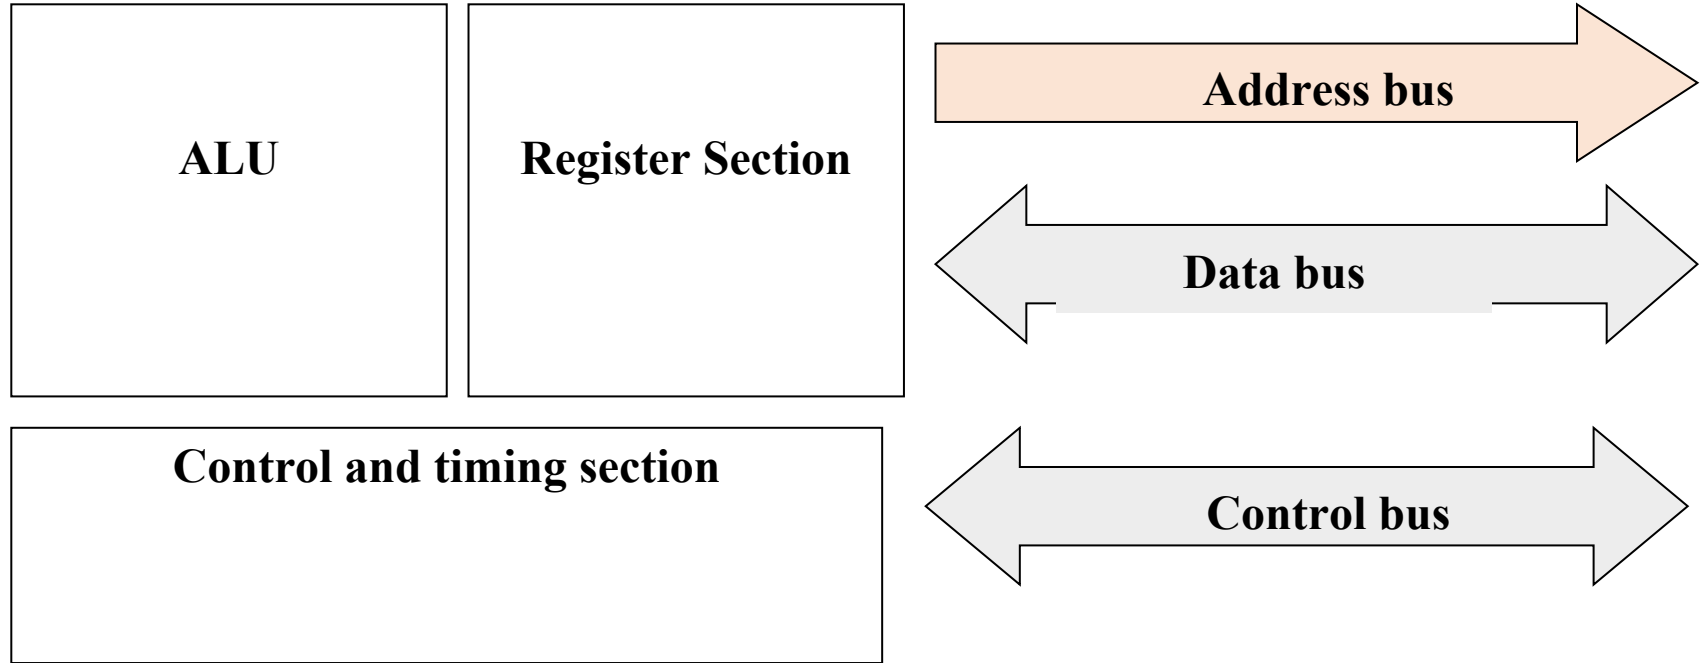 ALU
Register Section
Address bus
Data bus
Control and timing section
Control bus